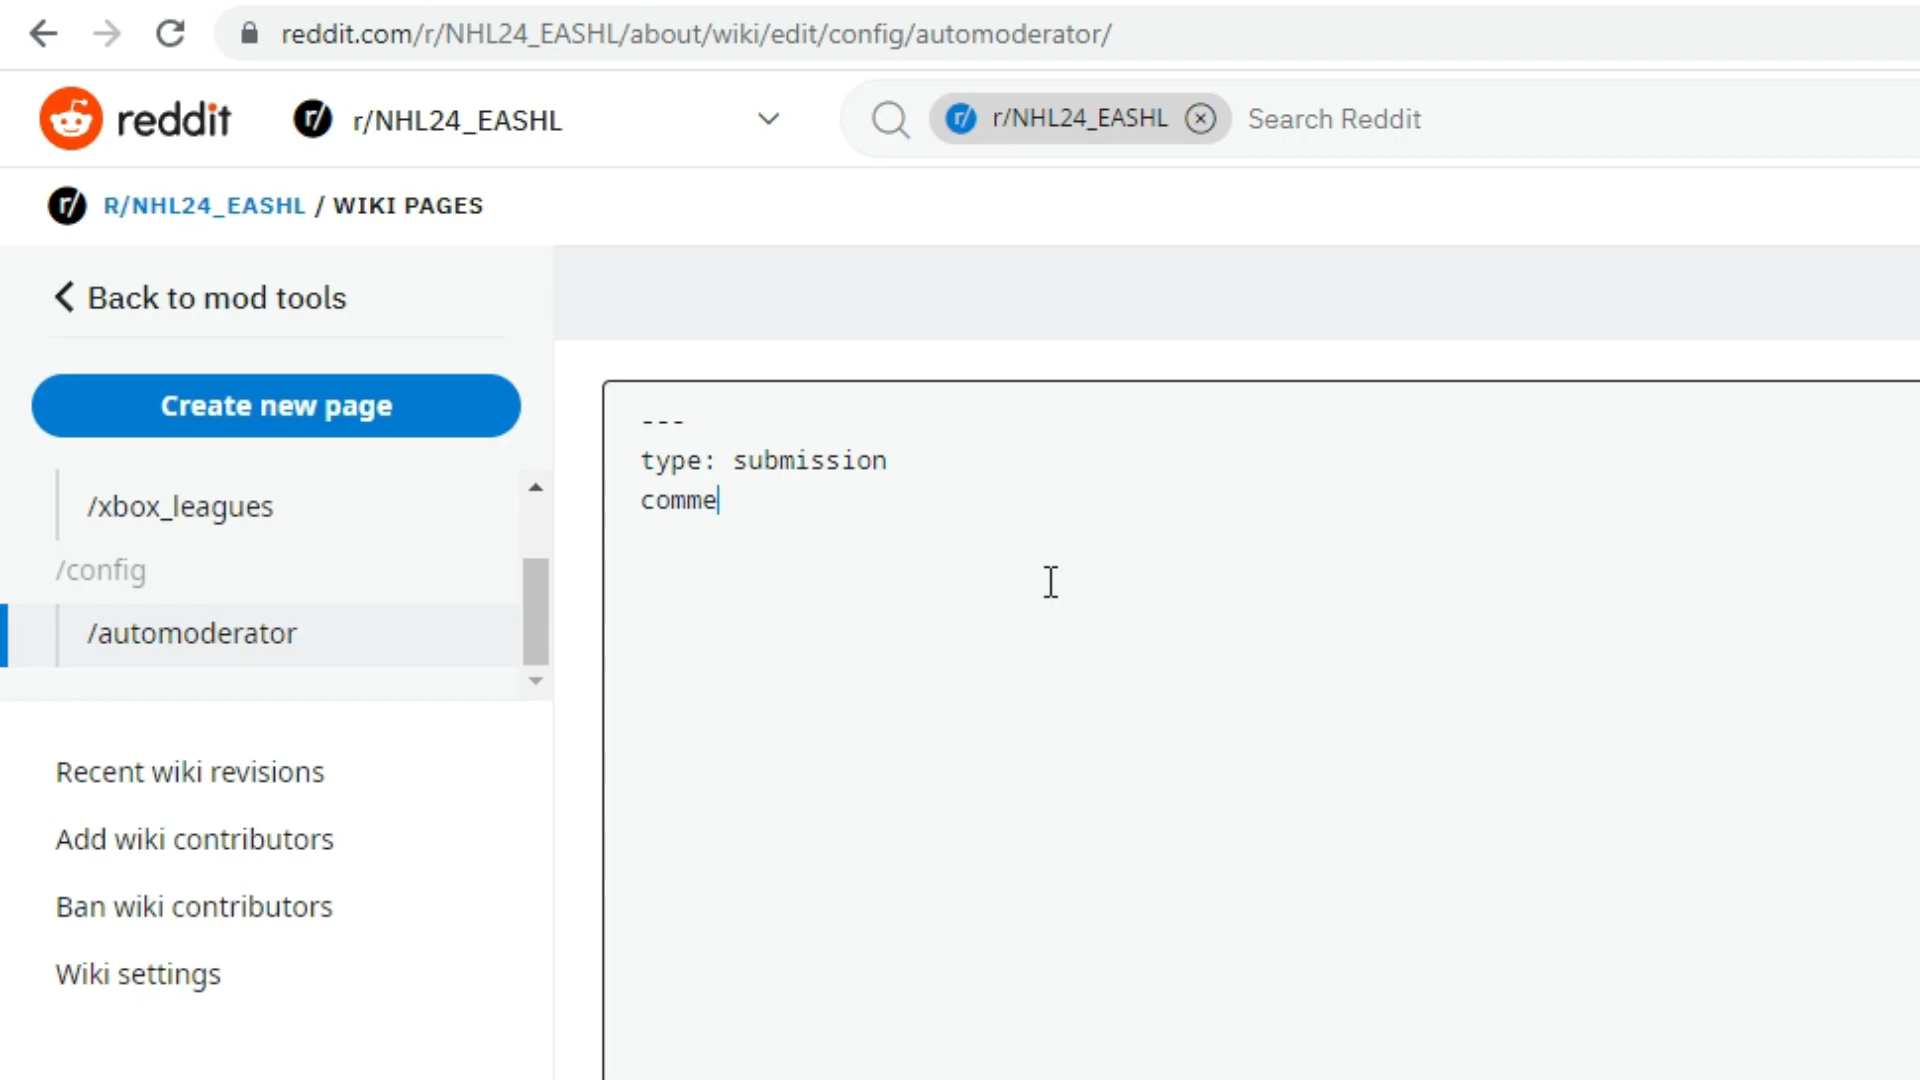 reddit.com/r/NHL24_EASHL/about/wiki/edit/config/automoderator/
reddit r/ r/NHL24_EASHL r/ r/NHL24_EASHL Search Reddit
r/ R/NHL24_EASHL / WIKI PAGES
Back to mod tools
Create new page
/xbox_leagues
/config
/automoderator
Recent wiki revisions
Add wiki contributors
Ban wiki contributors
Wiki settings
---
type: submission
comme